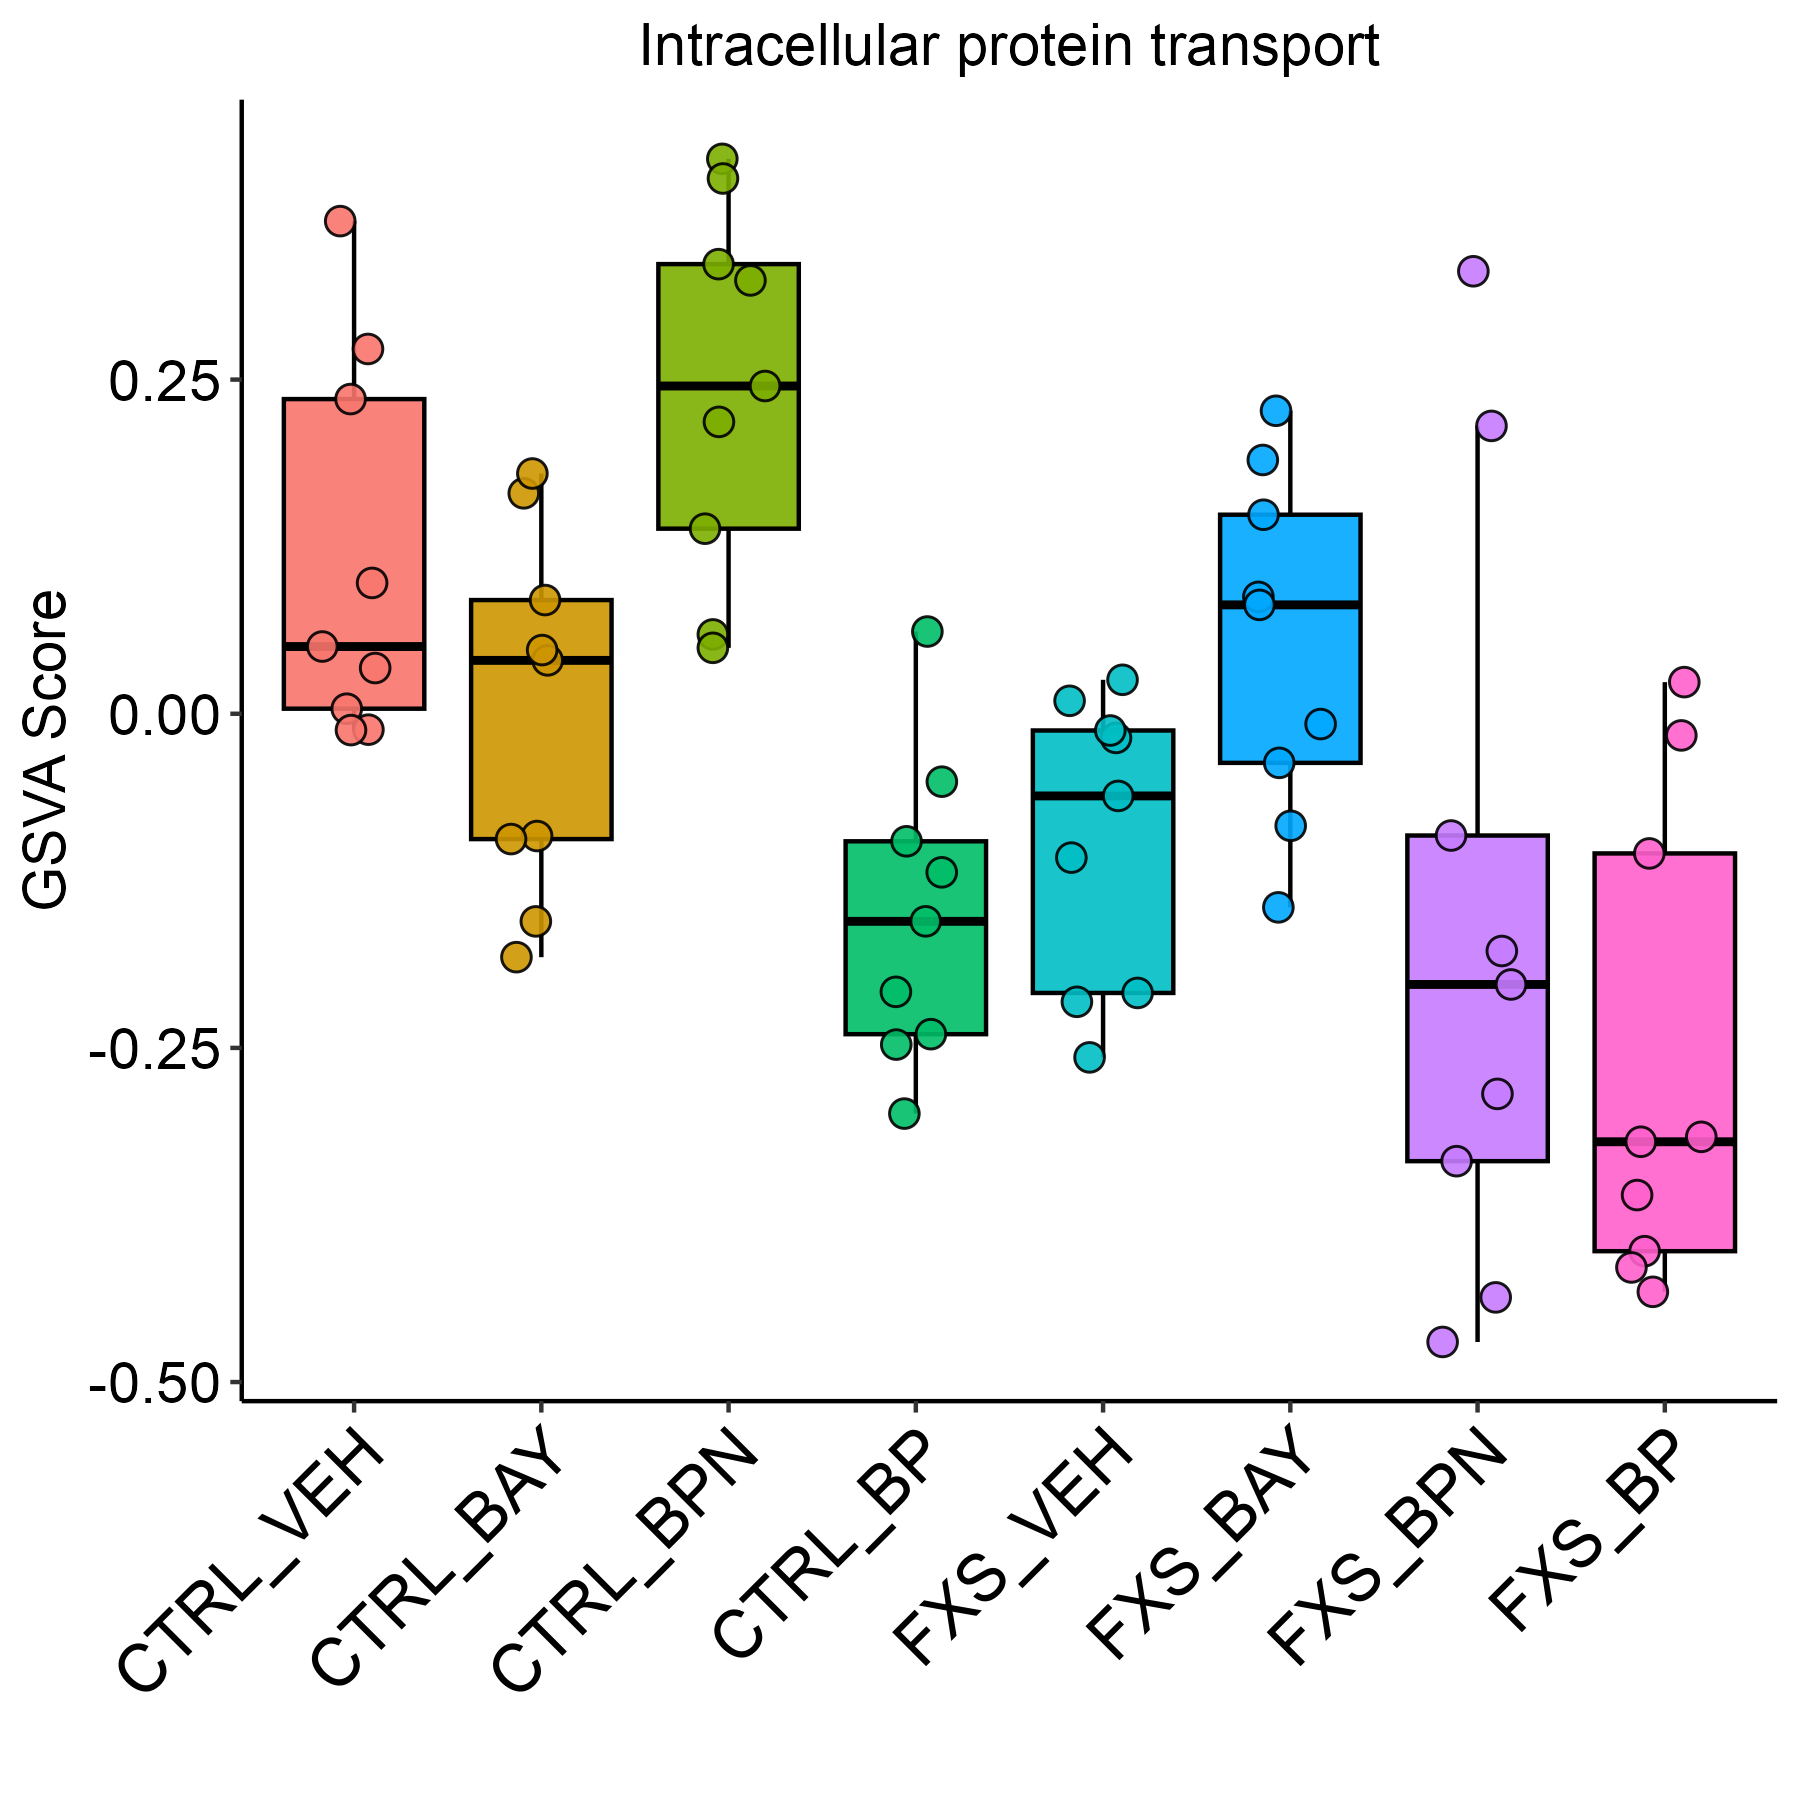 Intracellular protein transport
GSVA Score
0.25
0.00
-0.25
-0.50
CTRL_VEH
CTRL_BAY
CTRL_BPN
CTRL_BP
FXS_VEH
FXS_BAY
FXS_BPN
FXS_BP